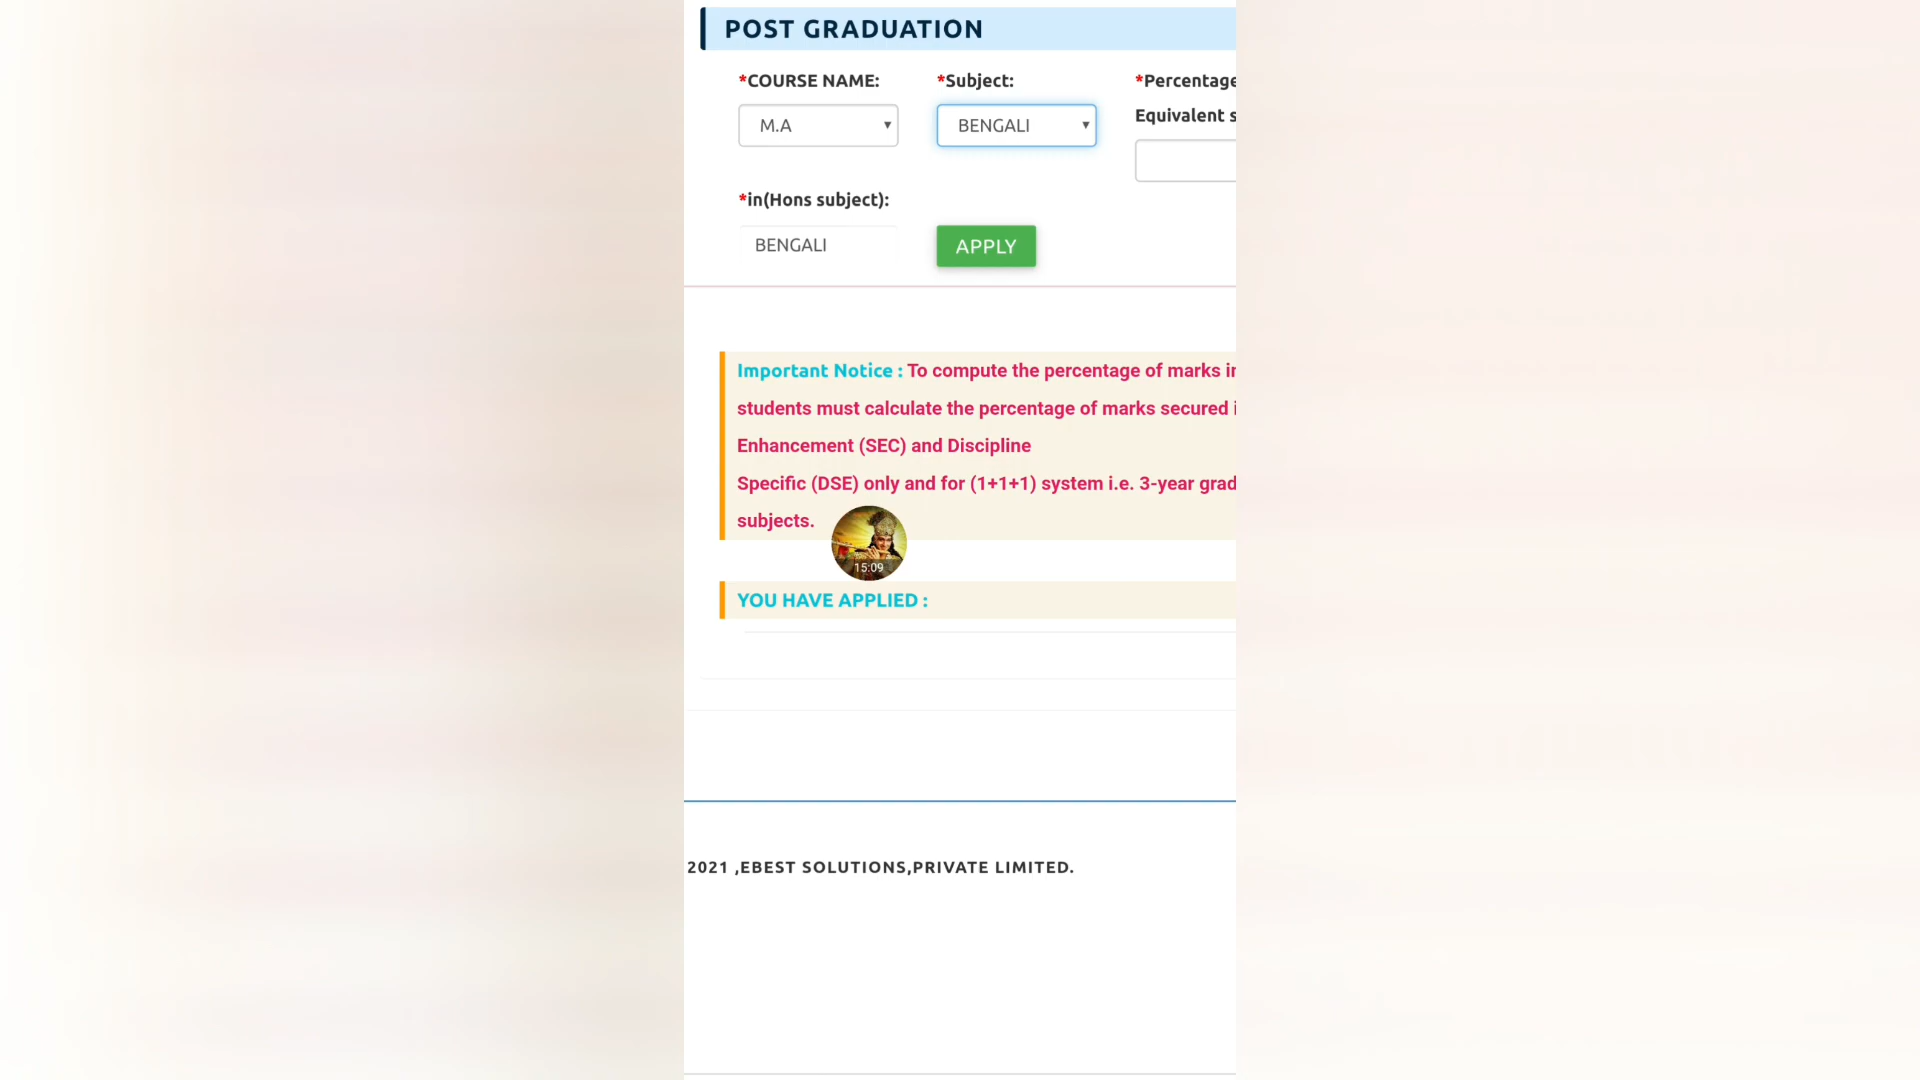 POST GRADUATION
*COURSE NAME: *Subject: *Percentage
Equivalent s
M.A BENGALI
*in(Hons subject):
BENGALI APPLY
Important Notice : To compute the percentage of marks in
students must calculate the percentage of marks secured i
Enhancement (SEC) and Discipline
Specific (DSE) only and for (1+1+1) system i.e. 3-year grad
subjects.
15:09
YOU HAVE APPLIED :
2021 ,EBEST SOLUTIONS,PRIVATE LIMITED.